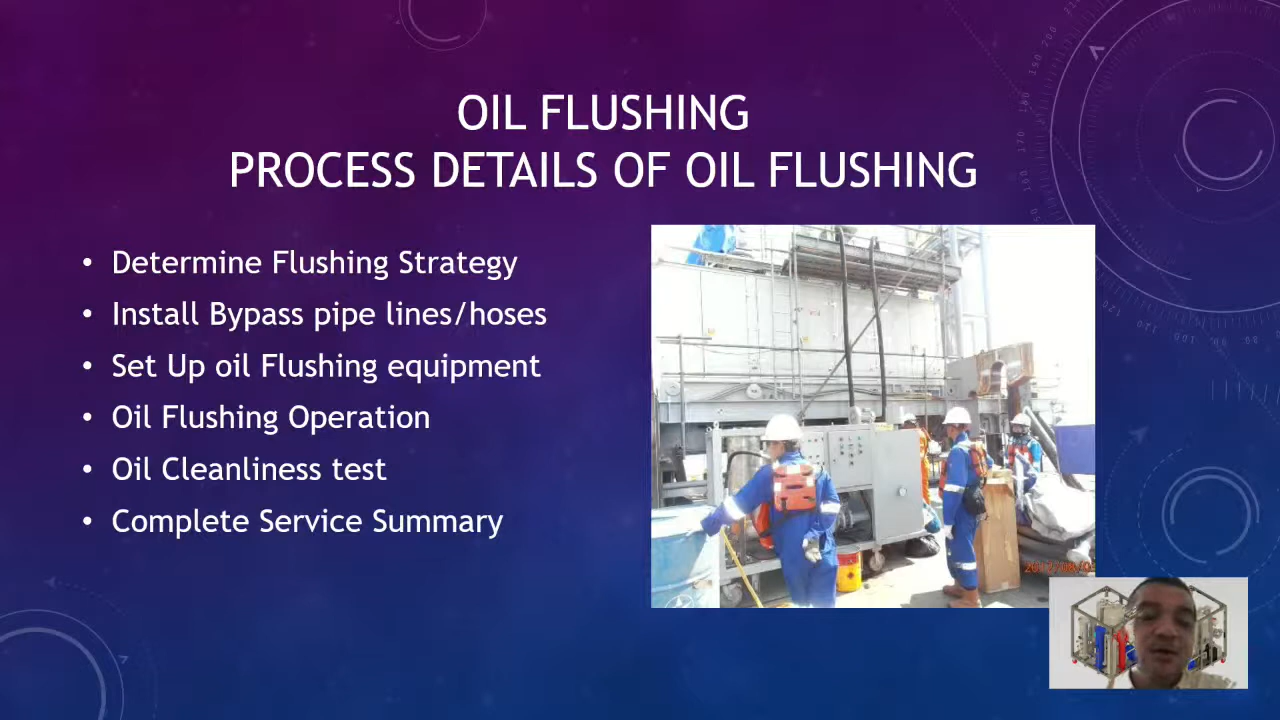 OIL FLUSHING
PROCESS DETAILS OF OIL FLUSHING
• Determine Flushing Strategy
• Install Bypass pipe lines/hoses
• Set Up oil Flushing equipment
• Oil Flushing Operation
• Oil Cleanliness test
• Complete Service Summary